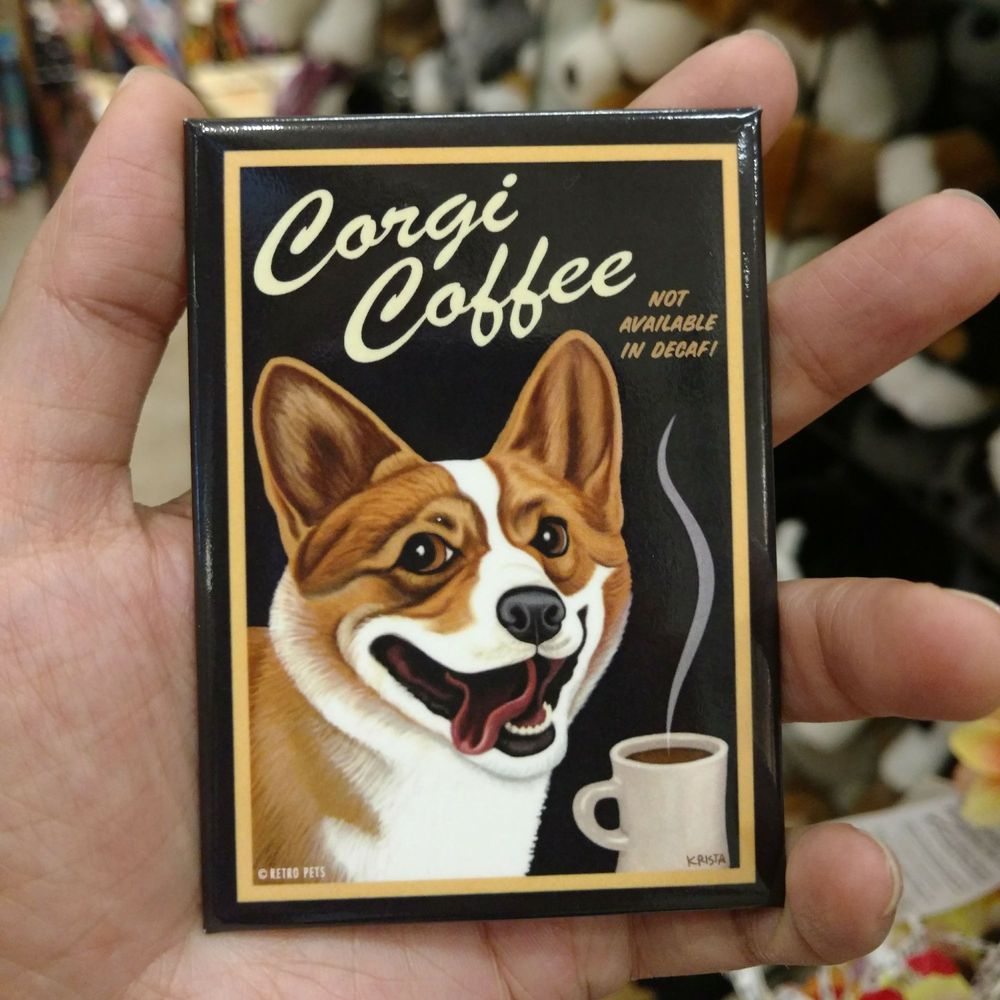 Corgi
Coffee
NOT
AVAILABLE
IN DECAF!
KRISTA
© RETRO PETS